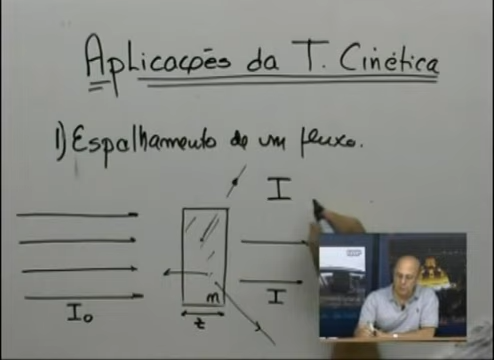 Aplicações da T. Cinética
1) Espalhamento de um fluxo.
I
I
I₀
m
t